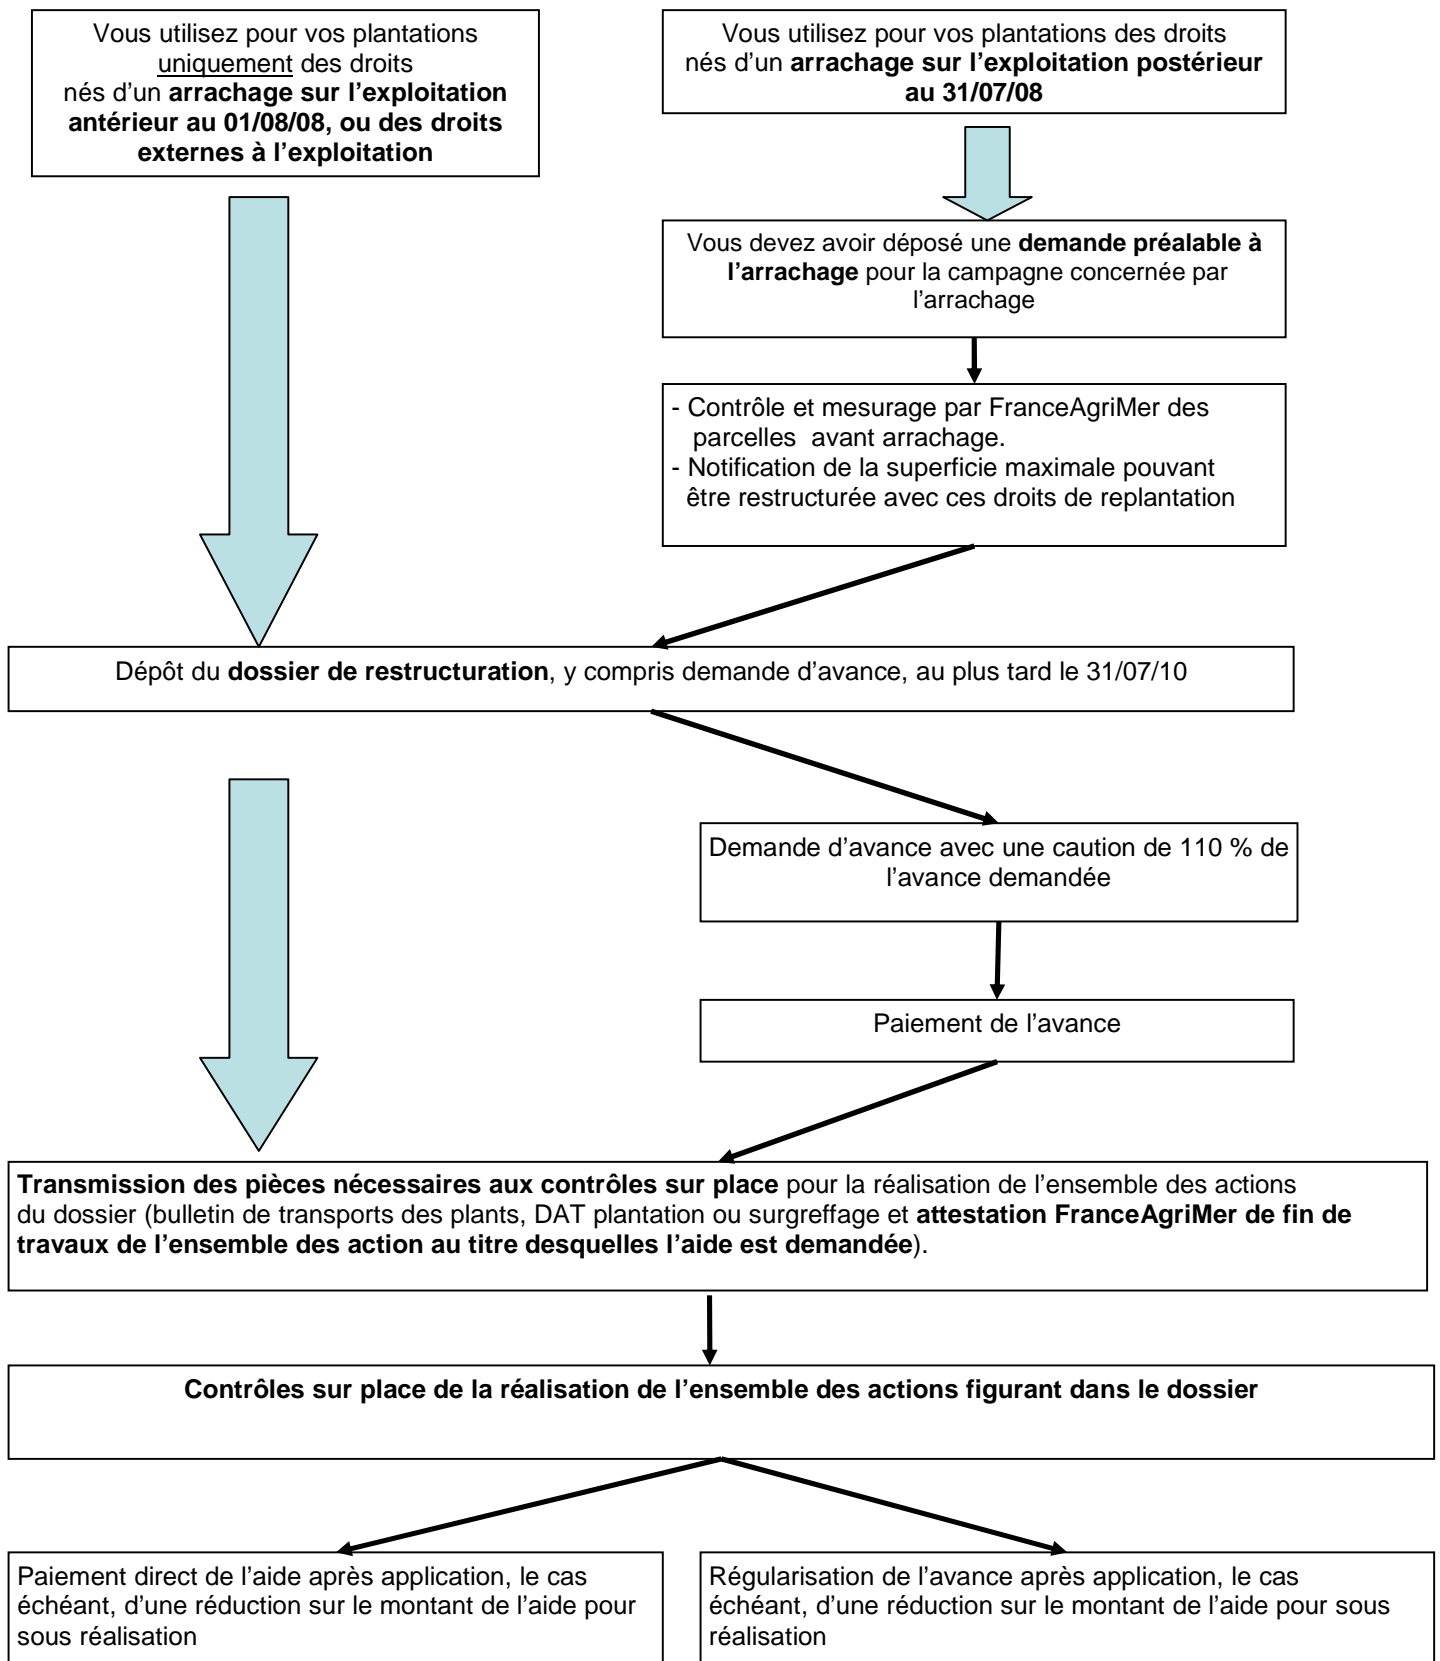 Vous utilisez pour vos plantations
uniquement des droits
nés d’un arrachage sur l’exploitation
antérieur au 01/08/08, ou des droits
externes à l’exploitation
Vous utilisez pour vos plantations des droits
nés d’un arrachage sur l’exploitation postérieur
au 31/07/08
Vous devez avoir déposé une demande préalable à
l’arrachage pour la campagne concernée par
l’arrachage
- Contrôle et mesurage par FranceAgriMer des
parcelles avant arrachage.
- Notification de la superficie maximale pouvant
être restructurée avec ces droits de replantation
Dépôt du dossier de restructuration, y compris demande d’avance, au plus tard le 31/07/10
Demande d’avance avec une caution de 110 % de
l’avance demandée
Paiement de l’avance
Transmission des pièces nécessaires aux contrôles sur place pour la réalisation de l’ensemble des actions
du dossier (bulletin de transports des plants, DAT plantation ou surgreffage et attestation FranceAgriMer de fin de
travaux de l’ensemble des action au titre desquelles l’aide est demandée).
Contrôles sur place de la réalisation de l’ensemble des actions figurant dans le dossier
Paiement direct de l’aide après application, le cas
échéant, d’une réduction sur le montant de l’aide pour
sous réalisation
Régularisation de l’avance après application, le cas
échéant, d’une réduction sur le montant de l’aide pour sous
réalisation